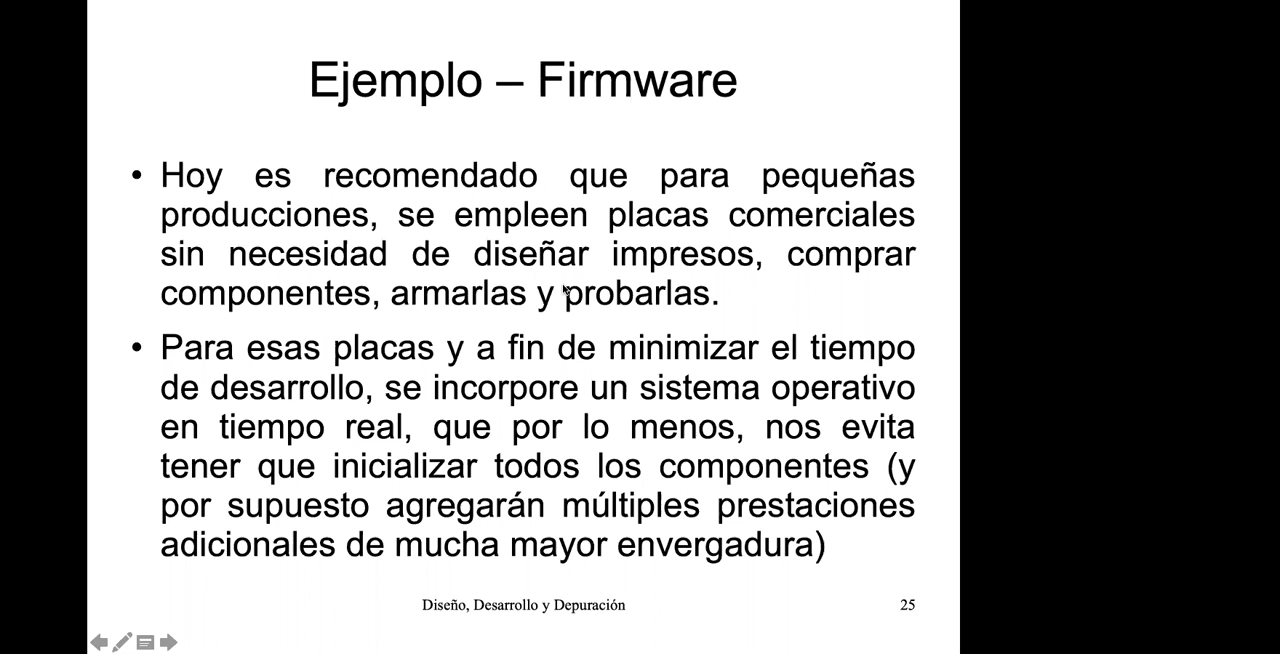 Ejemplo – Firmware
• Hoy es recomendado que para pequeñas
producciones, se empleen placas comerciales
sin necesidad de diseñar impresos, comprar
componentes, armarlas y probarlas.
• Para esas placas y a fin de minimizar el tiempo
de desarrollo, se incorpore un sistema operativo
en tiempo real, que por lo menos, nos evita
tener que inicializar todos los componentes (y
por supuesto agregarán múltiples prestaciones
adicionales de mucha mayor envergadura)
Diseño, Desarrollo y Depuración
25